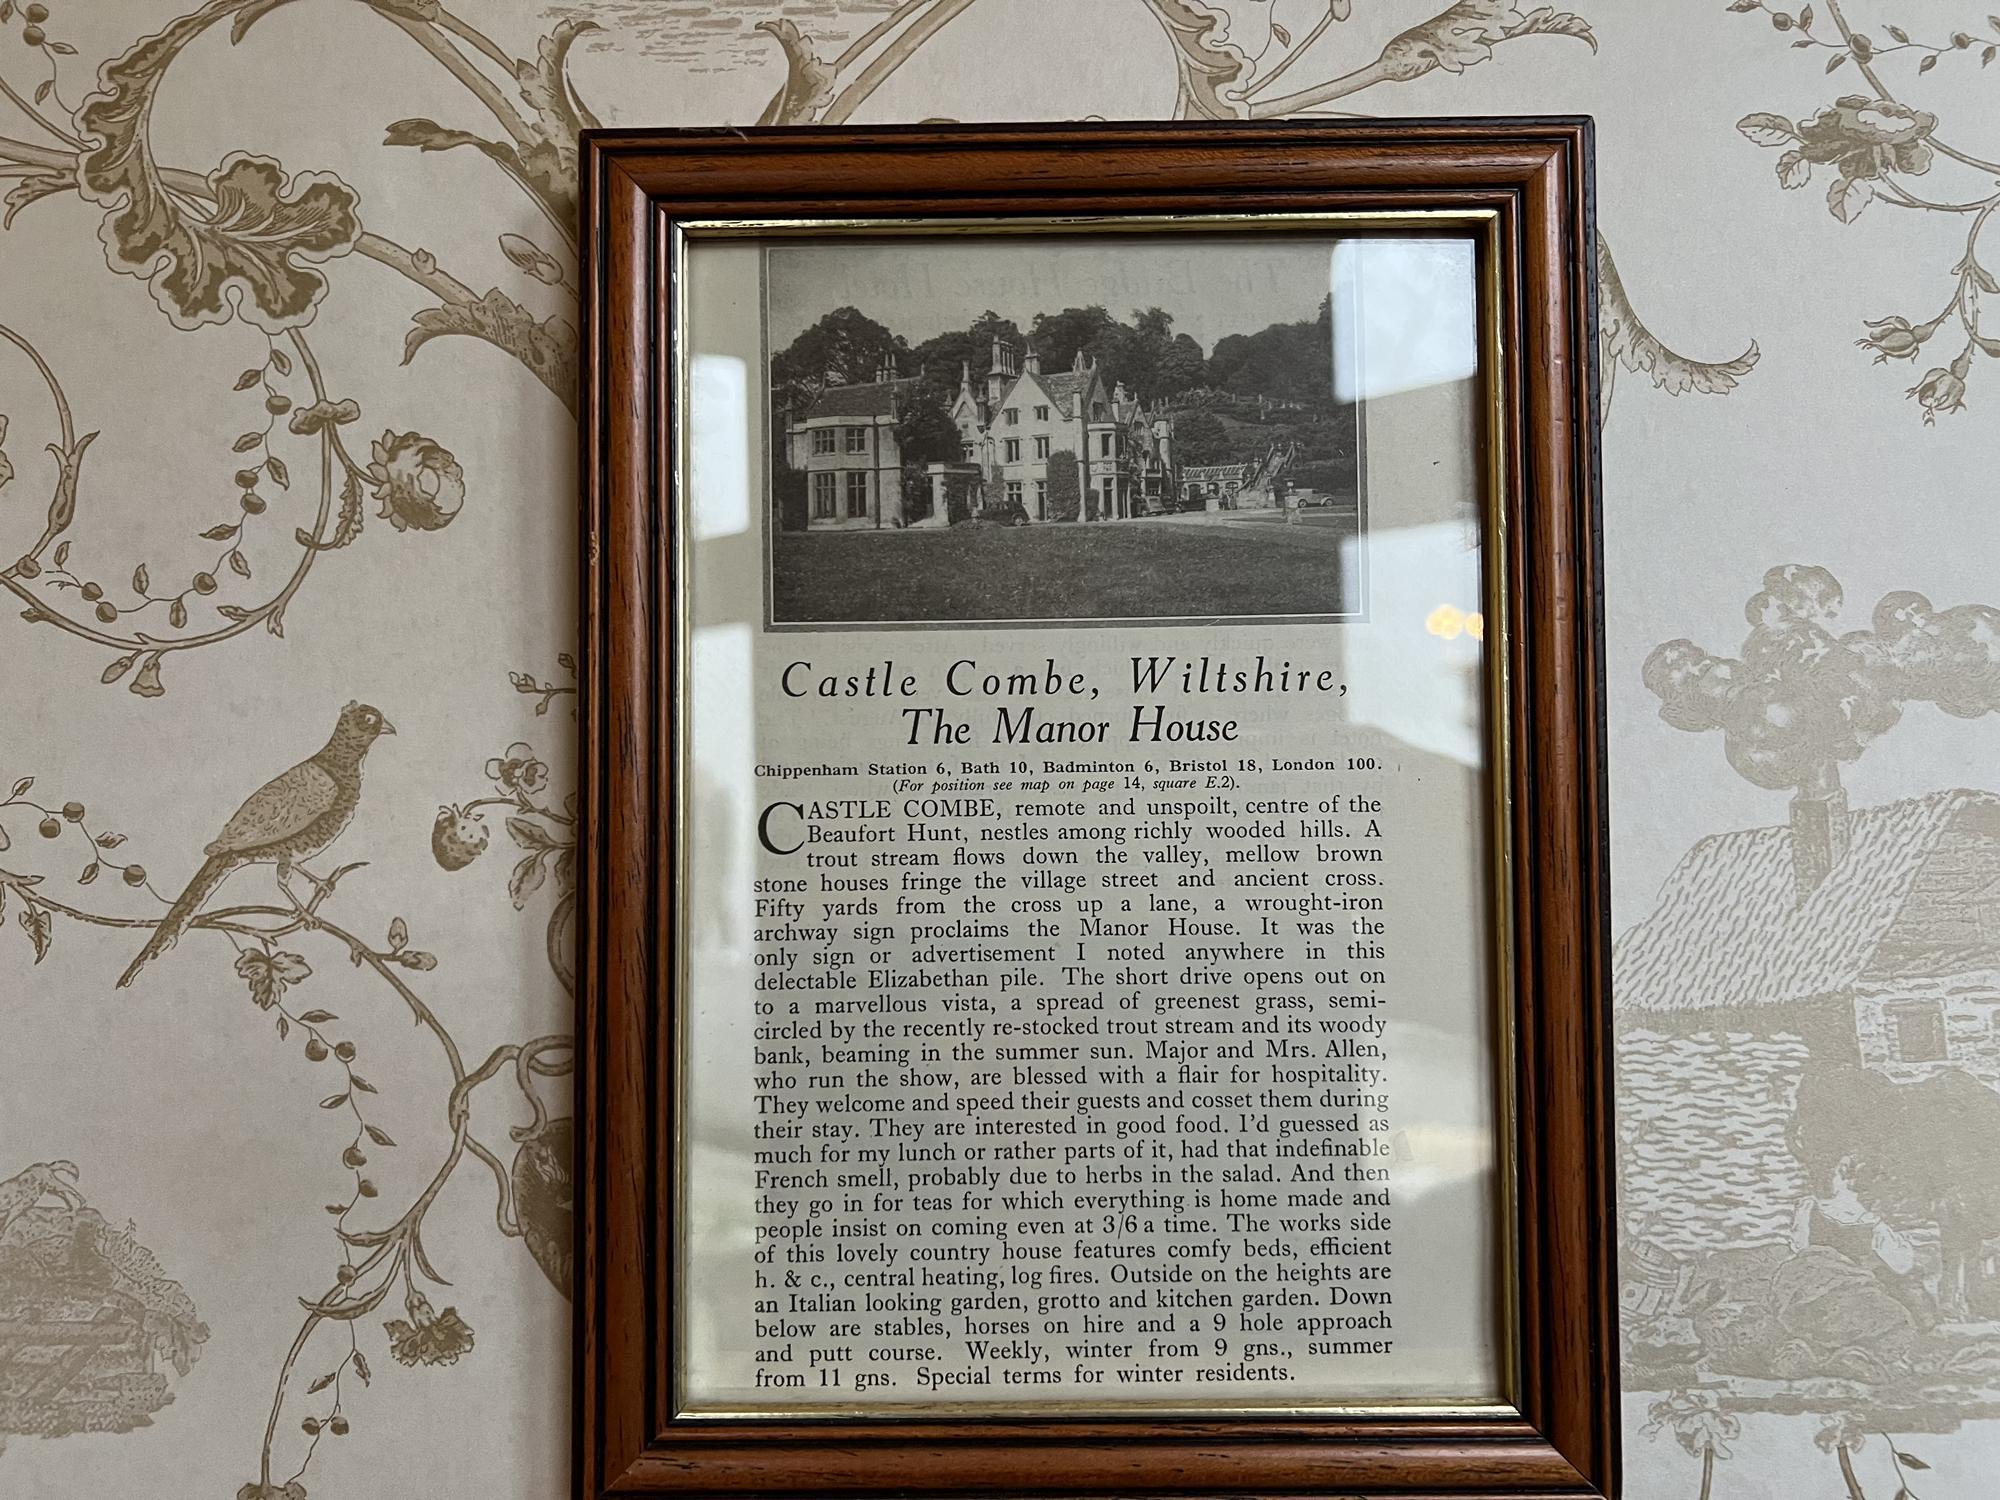 Castle Combe, Wiltshire,
The Manor House
Chippenham Station 6, Bath 10, Badminton 6, Bristol 18, London 100.
(For position see map on page 14, square E.2).
CASTLE COMBE, remote and unspoilt, centre of the
Beaufort Hunt, nestles among richly wooded hills. A
trout stream flows down the valley, mellow brown
stone houses fringe the village street and ancient cross.
Fifty yards from the cross up a lane, a wrought-iron
archway sign proclaims the Manor House. It was the
only sign or advertisement I noted anywhere in this
delectable Elizabethan pile. The short drive opens out on
to a marvellous vista, a spread of greenest grass, semi-
circled by the recently re-stocked trout stream and its woody
bank, beaming in the summer sun. Major and Mrs. Allen,
who run the show, are blessed with a flair for hospitality.
They welcome and speed their guests and cosset them during
their stay. They are interested in good food. I'd guessed as
much for my lunch or rather parts of it, had that indefinable
French smell, probably due to herbs in the salad. And then
they go in for teas for which everything is home made and
people insist on coming even at 3/6 a time. The works side
of this lovely country house features comfy beds, efficient
h. & c., central heating, log fires. Outside on the heights are
an Italian looking garden, grotto and kitchen garden. Down
below are stables, horses on hire and a 9 hole approach
and putt course. Weekly, winter from 9 gns., summer
from 11 gns. Special terms for winter residents.